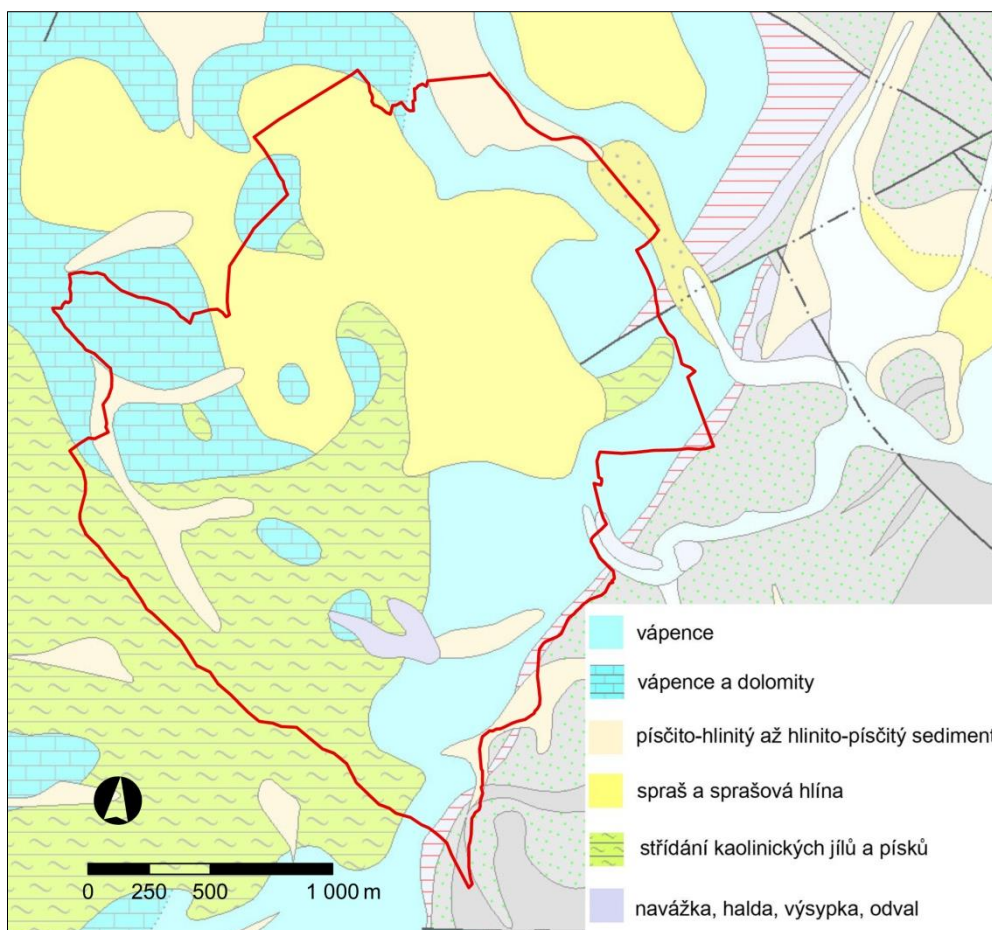 vápence
vápence a dolomity
písčito-hlinitý až hlinito-písčitý sediment
spraš a sprašová hlína
střídání kaolinických jílů a písků
navážka, halda, výsypka, odval
0 250 500 1 000 m